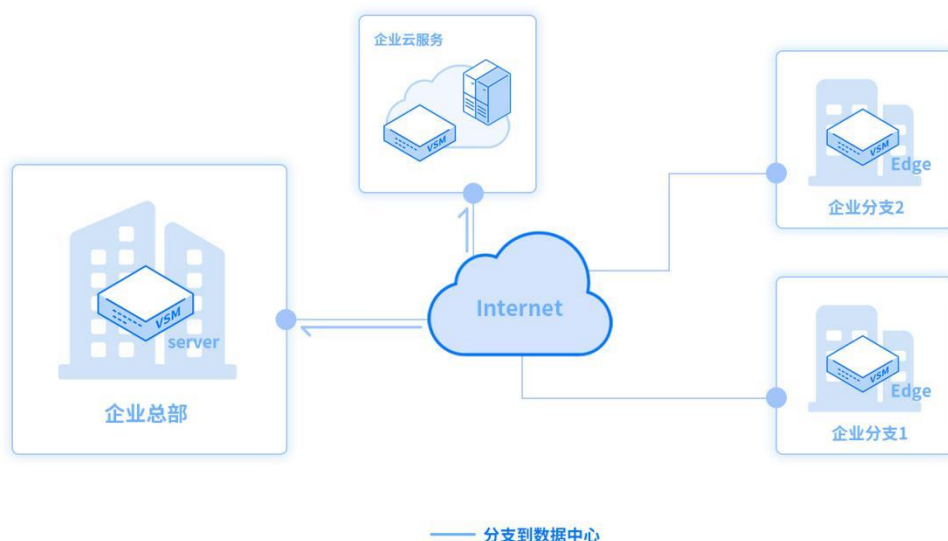 企业云服务
VSM
VSM
Edge
企业分支2
VSM
server
企业总部
Internet
VSM
Edge
企业分支1
分支到数据中心